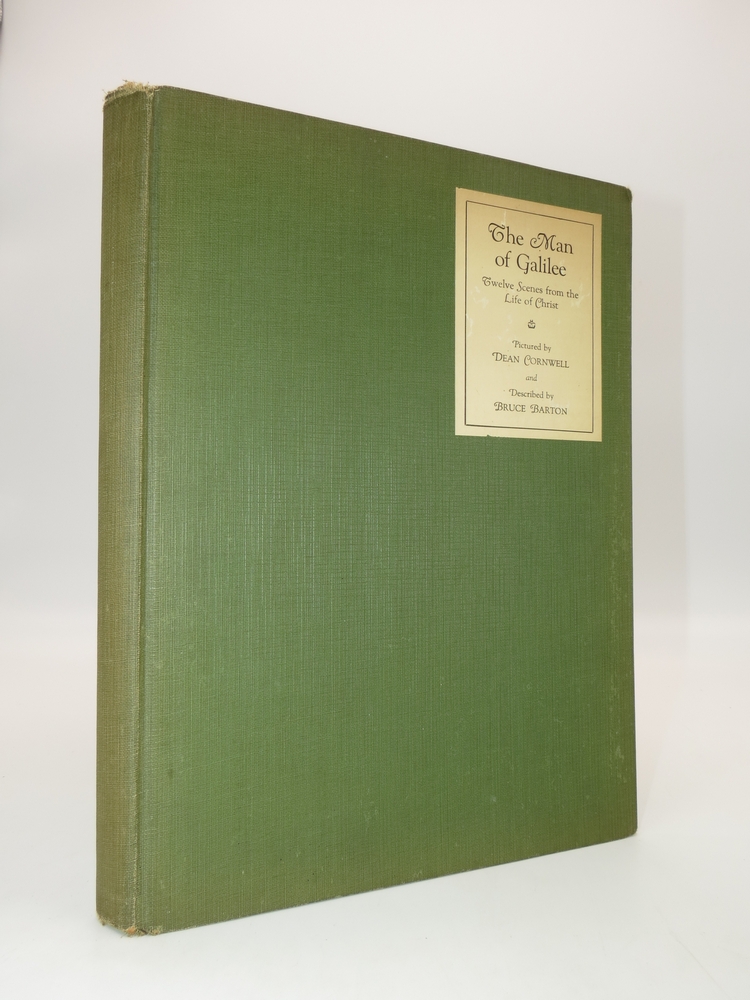 The Man
of Galilee
Twelve Scenes from the
Life of Christ
Pictured by
DEAN CORNWELL
and
Described by
BRUCE BARTON